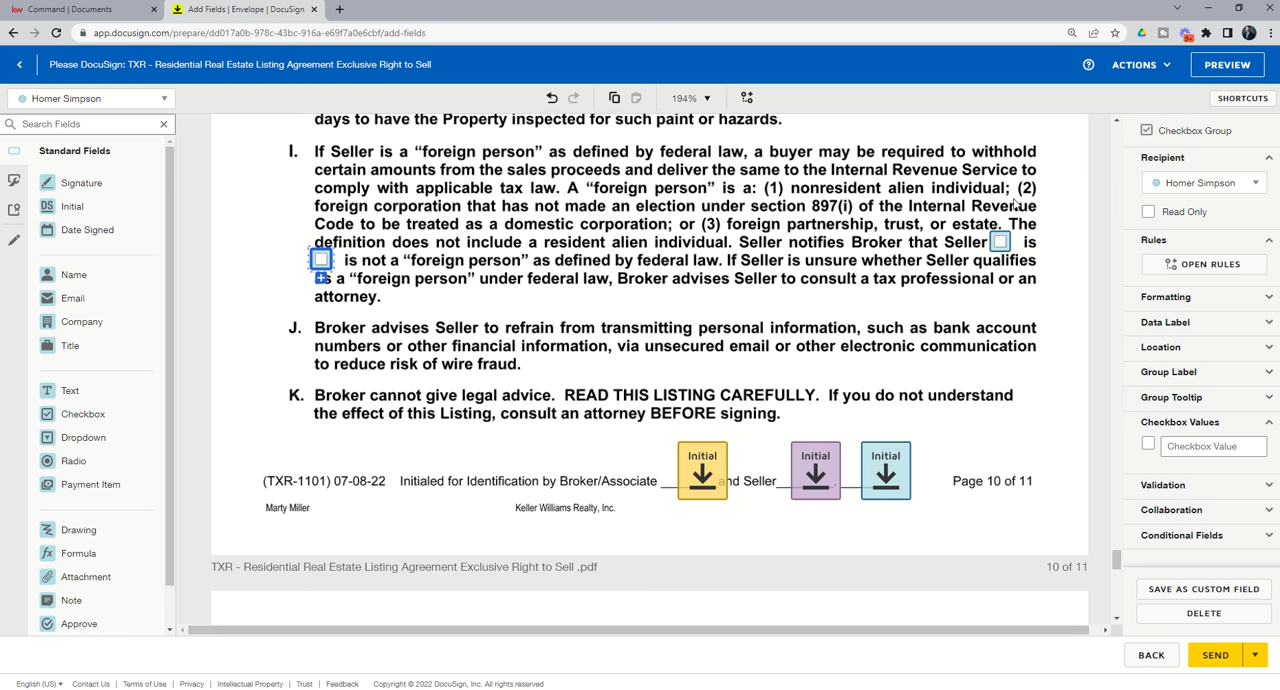 Command | Documents
Add Fields | Envelope | DocuSign
app.docusign.com/prepare/dd017a0b-978c-43bc-916a-e69f7a0e6cbf/add-fields
Please DocuSign: TXR - Residential Real Estate Listing Agreement Exclusive Right to Sell
ACTIONS
PREVIEW
Homer Simpson
194%
SHORTCUTS
Search Fields
Standard Fields
Signature
DS Initial
Date Signed
Name
Email
Company
Title
Text
Checkbox
Dropdown
Radio
Payment Item
Drawing
Formula
Attachment
Note
Approve
days to have the Property inspected for such paint or hazards.
I. If Seller is a “foreign person” as defined by federal law, a buyer may be required to withhold
certain amounts from the sales proceeds and deliver the same to the Internal Revenue Service to
comply with applicable tax law. A “foreign person” is a: (1) nonresident alien individual; (2)
foreign corporation that has not made an election under section 897(i) of the Internal Revenue
Code to be treated as a domestic corporation; or (3) foreign partnership, trust, or estate. The
definition does not include a resident alien individual. Seller notifies Broker that Seller is
is not a “foreign person” as defined by federal law. If Seller is unsure whether Seller qualifies
as a “foreign person” under federal law, Broker advises Seller to consult a tax professional or an
attorney.
J. Broker advises Seller to refrain from transmitting personal information, such as bank account
numbers or other financial information, via unsecured email or other electronic communication
to reduce risk of wire fraud.
K. Broker cannot give legal advice. READ THIS LISTING CAREFULLY. If you do not understand
the effect of this Listing, consult an attorney BEFORE signing.
Initial
Initial
Initial
(TXR-1101) 07-08-22 Initialed for Identification by Broker/Associate and Seller Page 10 of 11
Marty Miller Keller Williams Realty, Inc.
TXR - Residential Real Estate Listing Agreement Exclusive Right to Sell .pdf 10 of 11
Checkbox Group
Recipient
Homer Simpson
Read Only
Rules
OPEN RULES
Formatting
Data Label
Location
Group Label
Group Tooltip
Checkbox Values
Checkbox Value
Validation
Collaboration
Conditional Fields
SAVE AS CUSTOM FIELD
DELETE
BACK
SEND
English (US) | Contact Us | Terms of Use | Privacy | Intellectual Property | Trust | Feedback Copyright © 2022 DocuSign, Inc. All rights reserved